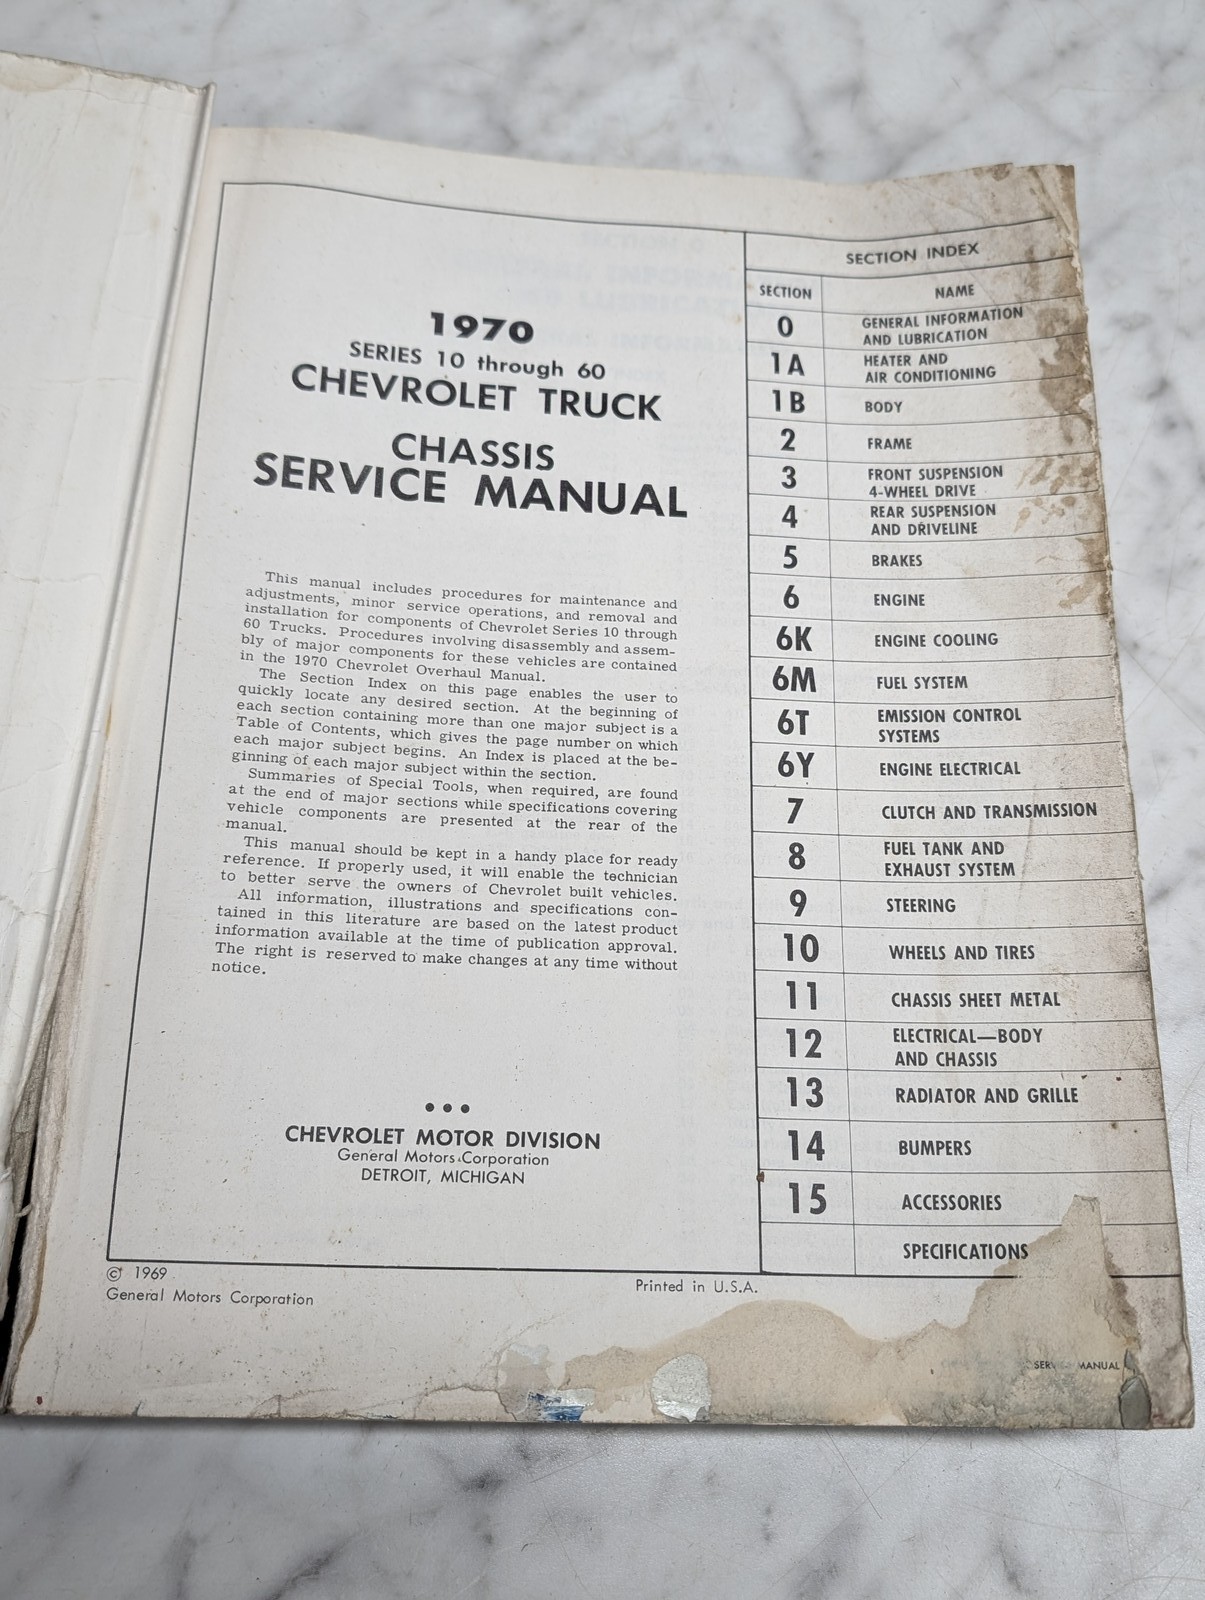 1970
SERIES 10 through 60
CHEVROLET TRUCK
CHASSIS
SERVICE MANUAL
This manual includes procedures for maintenance and
adjustments, minor service operations, and removal and
installation for components of Chevrolet Series 10 through
60 Trucks. Procedures involving disassembly and assem-
bly of major components for these vehicles are contained
in the 1970 Chevrolet Overhaul Manual.
The Section Index on this page enables the user to
quickly locate any desired section. At the beginning of
each section containing more than one major subject is a
Table of Contents, which gives the page number on which
each major subject begins. An Index is placed at the be-
ginning of each major subject within the section.
Summaries of Special Tools, when required, are found
at the end of major sections while specifications covering
vehicle components are presented at the rear of the
manual.
This manual should be kept in a handy place for ready
reference. If properly used, it will enable the technician
to better serve the owners of Chevrolet built vehicles.
All information, illustrations and specifications con-
tained in this literature are based on the latest product
information available at the time of publication approval.
The right is reserved to make changes at any time without
notice.
CHEVROLET MOTOR DIVISION
General Motors Corporation
DETROIT, MICHIGAN
SECTION INDEX
SECTION NAME
0 GENERAL INFORMATION
AND LUBRICATION
1A HEATER AND
AIR CONDITIONING
1B BODY
2 FRAME
3 FRONT SUSPENSION
4-WHEEL DRIVE
4 REAR SUSPENSION
AND DRIVELINE
5 BRAKES
6 ENGINE
6K ENGINE COOLING
6M FUEL SYSTEM
6T EMISSION CONTROL
SYSTEMS
6Y ENGINE ELECTRICAL
7 CLUTCH AND TRANSMISSION
8 FUEL TANK AND
EXHAUST SYSTEM
9 STEERING
10 WHEELS AND TIRES
11 CHASSIS SHEET METAL
12 ELECTRICAL—BODY
AND CHASSIS
13 RADIATOR AND GRILLE
14 BUMPERS
15 ACCESSORIES
SPECIFICATIONS
© 1969
General Motors Corporation
Printed in U.S.A.
MANUAL